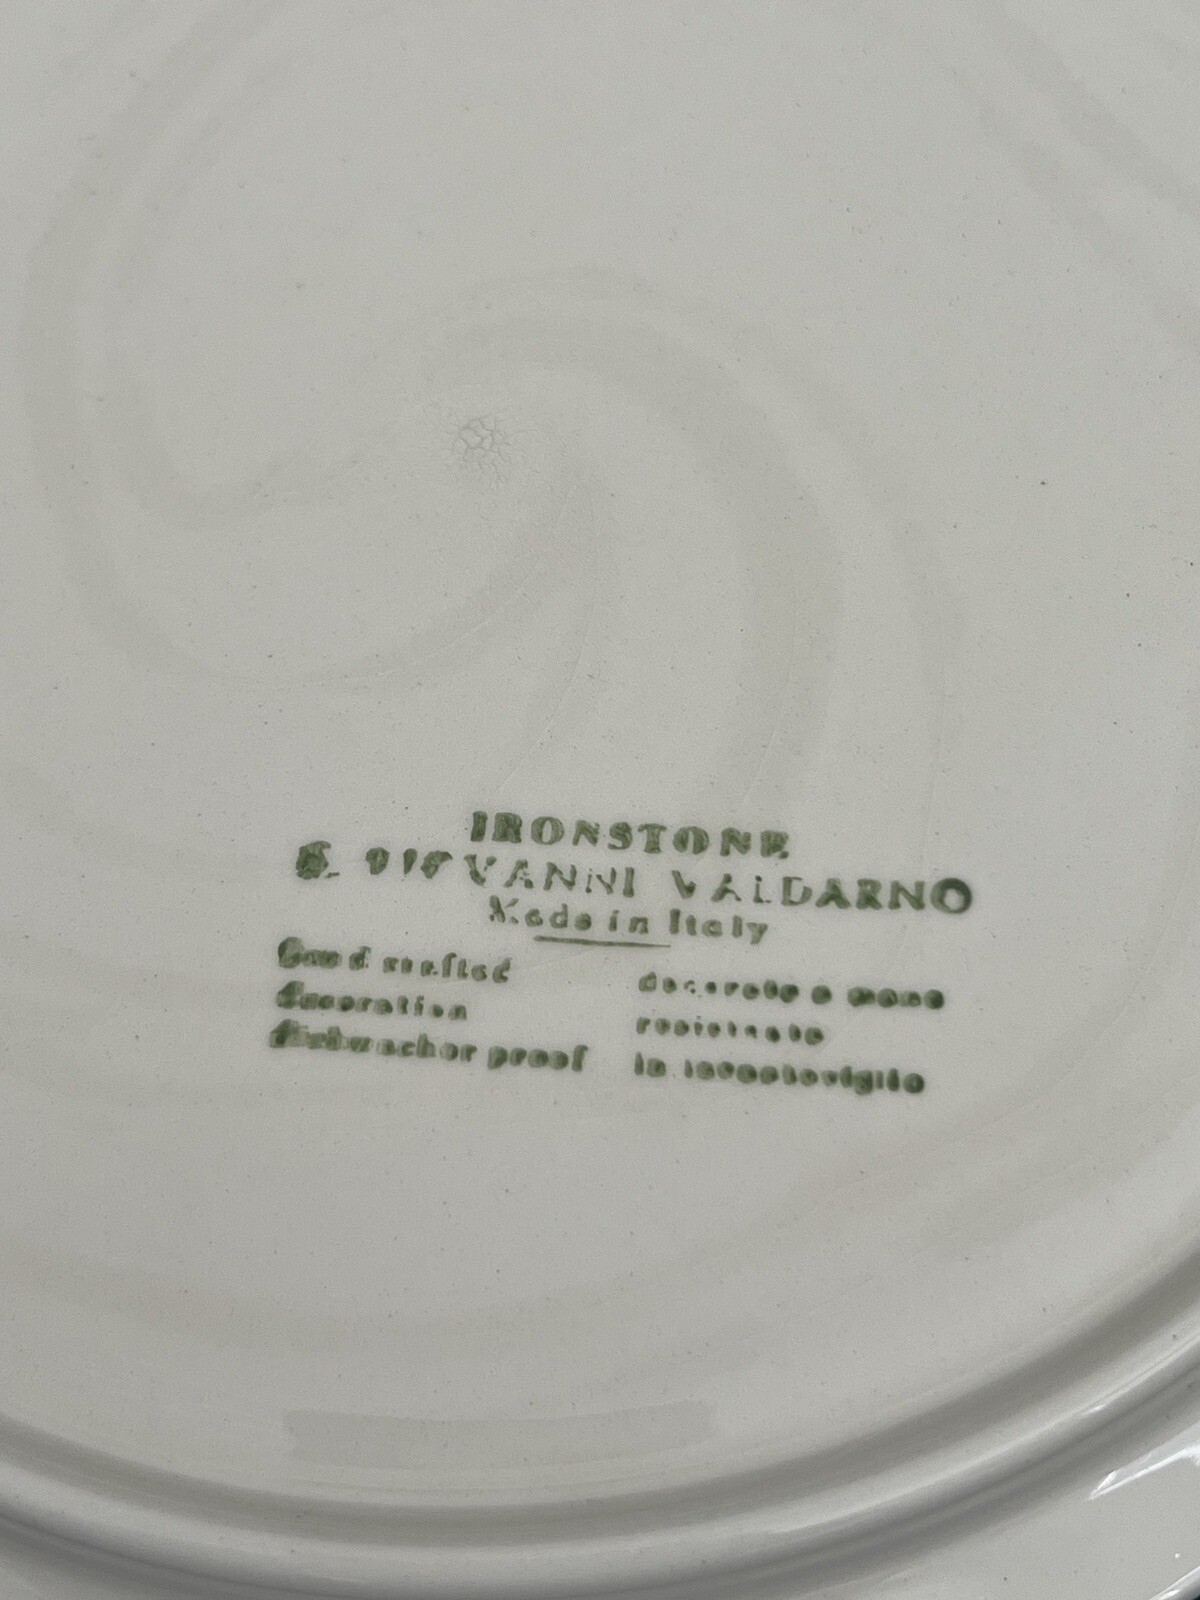 IRONSTONE
S. GIOVANNI VALDARNO
Made in Italy
Hand crafted
decoration
dishwasher proof
decorato a mano
resistente
in lavastoviglie